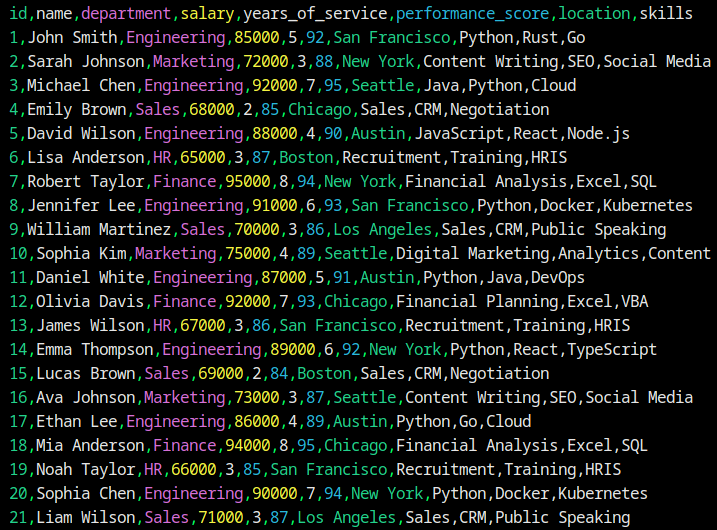 id,name,department,salary,years_of_service,performance_score,location,skills
1,John Smith,Engineering,85000,5,92,San Francisco,Python,Rust,Go
2,Sarah Johnson,Marketing,72000,3,88,New York,Content Writing,SEO,Social Media
3,Michael Chen,Engineering,92000,7,95,Seattle,Java,Python,Cloud
4,Emily Brown,Sales,68000,2,85,Chicago,Sales,CRM,Negotiation
5,David Wilson,Engineering,88000,4,90,Austin,JavaScript,React,Node.js
6,Lisa Anderson,HR,65000,3,87,Boston,Recruitment,Training,HRIS
7,Robert Taylor,Finance,95000,8,94,New York,Financial Analysis,Excel,SQL
8,Jennifer Lee,Engineering,91000,6,93,San Francisco,Python,Docker,Kubernetes
9,William Martinez,Sales,70000,3,86,Los Angeles,Sales,CRM,Public Speaking
10,Sophia Kim,Marketing,75000,4,89,Seattle,Digital Marketing,Analytics,Content
11,Daniel White,Engineering,87000,5,91,Austin,Python,Java,DevOps
12,Olivia Davis,Finance,92000,7,93,Chicago,Financial Planning,Excel,VBA
13,James Wilson,HR,67000,3,86,San Francisco,Recruitment,Training,HRIS
14,Emma Thompson,Engineering,89000,6,92,New York,Python,React,TypeScript
15,Lucas Brown,Sales,69000,2,84,Boston,Sales,CRM,Negotiation
16,Ava Johnson,Marketing,73000,3,87,Seattle,Content Writing,SEO,Social Media
17,Ethan Lee,Engineering,86000,4,89,Austin,Python,Go,Cloud
18,Mia Anderson,Finance,94000,8,95,Chicago,Financial Analysis,Excel,SQL
19,Noah Taylor,HR,66000,3,85,San Francisco,Recruitment,Training,HRIS
20,Sophia Chen,Engineering,90000,7,94,New York,Python,Docker,Kubernetes
21,Liam Wilson,Sales,71000,3,87,Los Angeles,Sales,CRM,Public Speaking